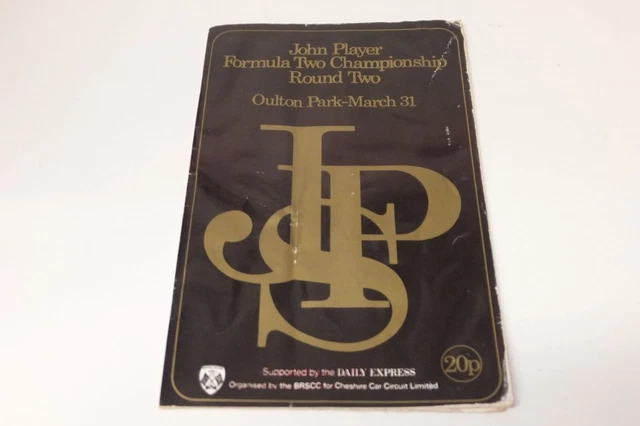 John Player
Formula Two Championship
Round Two
Oulton Park-March 31
JPS
Supported by the DAILY EXPRESS
20p
Organised by the BRSCC for Cheshire Car Circuit Limited